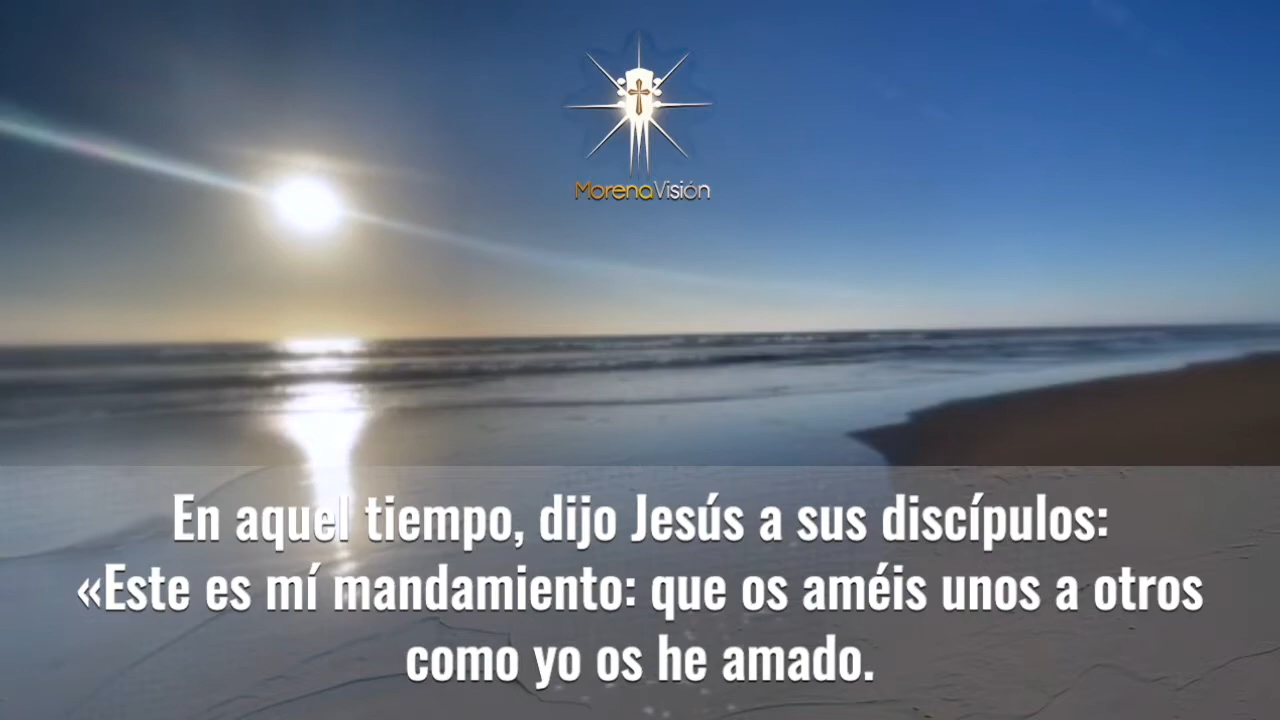 MorenaVisión
En aquel tiempo, dijo Jesús a sus discípulos:
«Este es mí mandamiento: que os améis unos a otros
como yo os he amado.